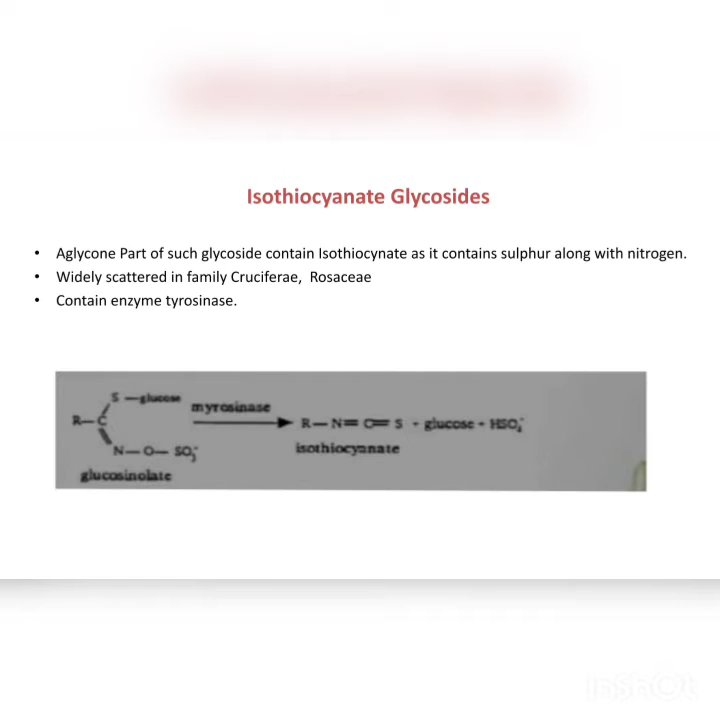 Isothiocyanate Glycosides
• Aglycone Part of such glycoside contain Isothiocynate as it contains sulphur along with nitrogen.
• Widely scattered in family Cruciferae, Rosaceae
• Contain enzyme tyrosinase.
S — glucose
myrosinase
R — C
R — N = C = S + glucose + HSO₄⁻
N — O — SO₃⁻
isothiocyanate
glucosinolate
InShOt